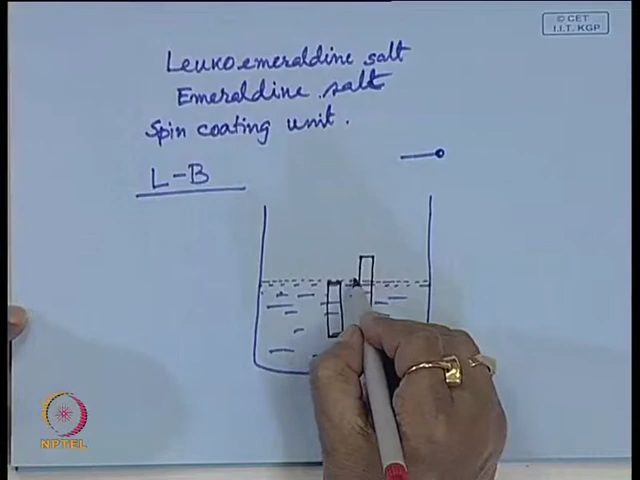 © CET
I.I.T. KGP
Leuko emeraldine salt
Emeraldine salt
Spin coating unit.
L-B
NPTEL